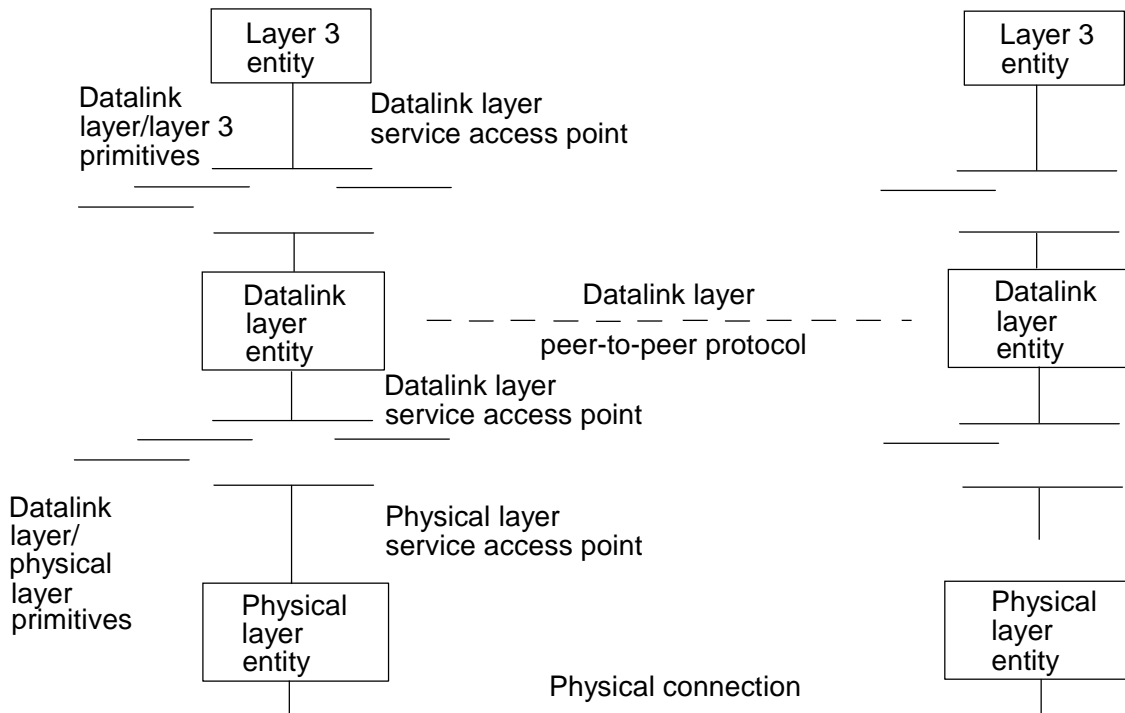 Layer 3
entity
Layer 3
entity
Datalink
layer/layer 3
primitives
Datalink layer
service access point
Datalink
layer
entity
Datalink layer
peer-to-peer protocol
Datalink
layer
entity
Datalink layer
service access point
Datalink
layer/
physical
layer
primitives
Physical layer
service access point
Physical
layer
entity
Physical connection
Physical
layer
entity